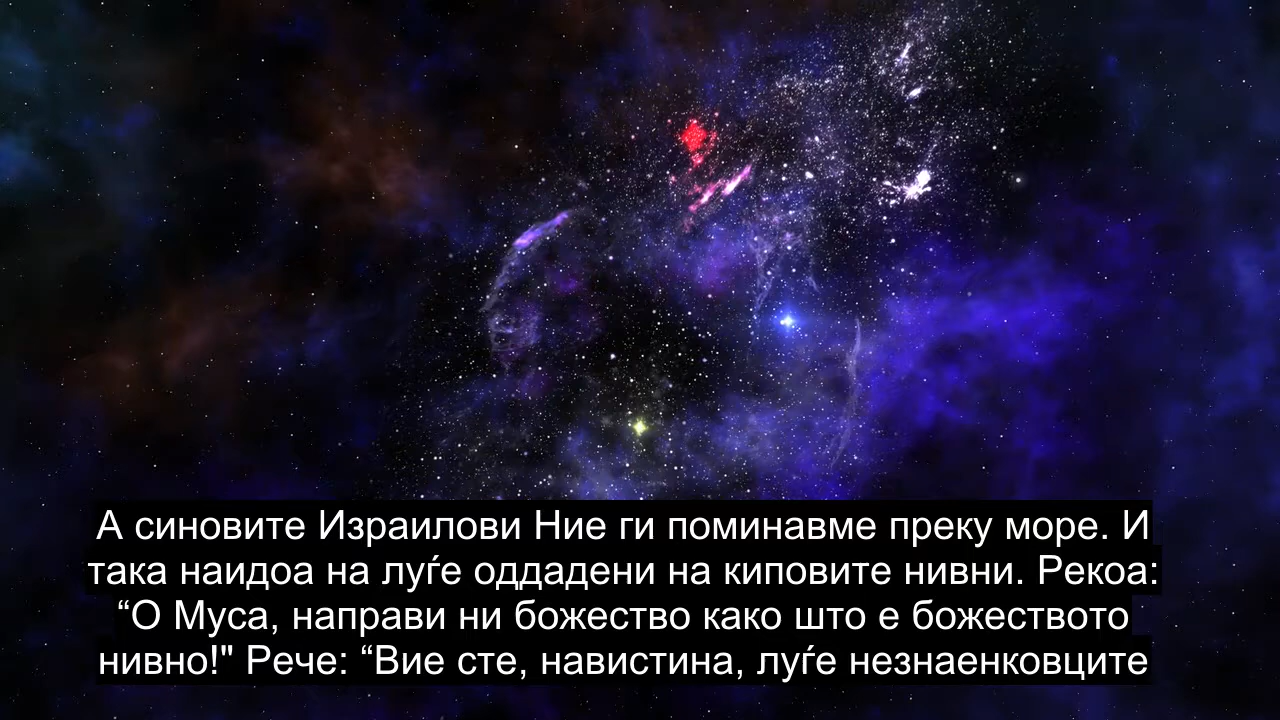 А синовите Израилови Ние ги поминавме преку море. И
така наидоа на луѓе оддадени на киповите нивни. Рекоа:
“О Муса, направи ни божество како што е божеството
нивно!" Рече: “Вие сте, навистина, луѓе незнаенковците